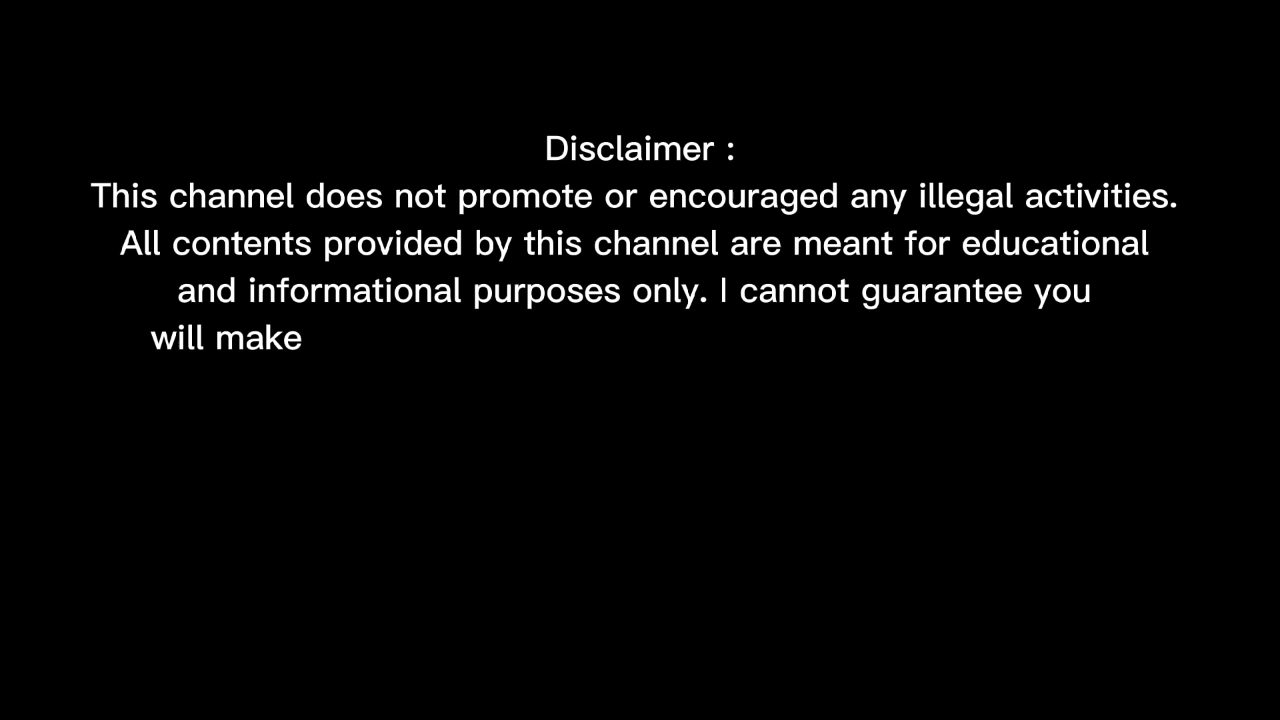 Disclaimer :
This channel does not promote or encouraged any illegal activities.
All contents provided by this channel are meant for educational
and informational purposes only. I cannot guarantee you
will make